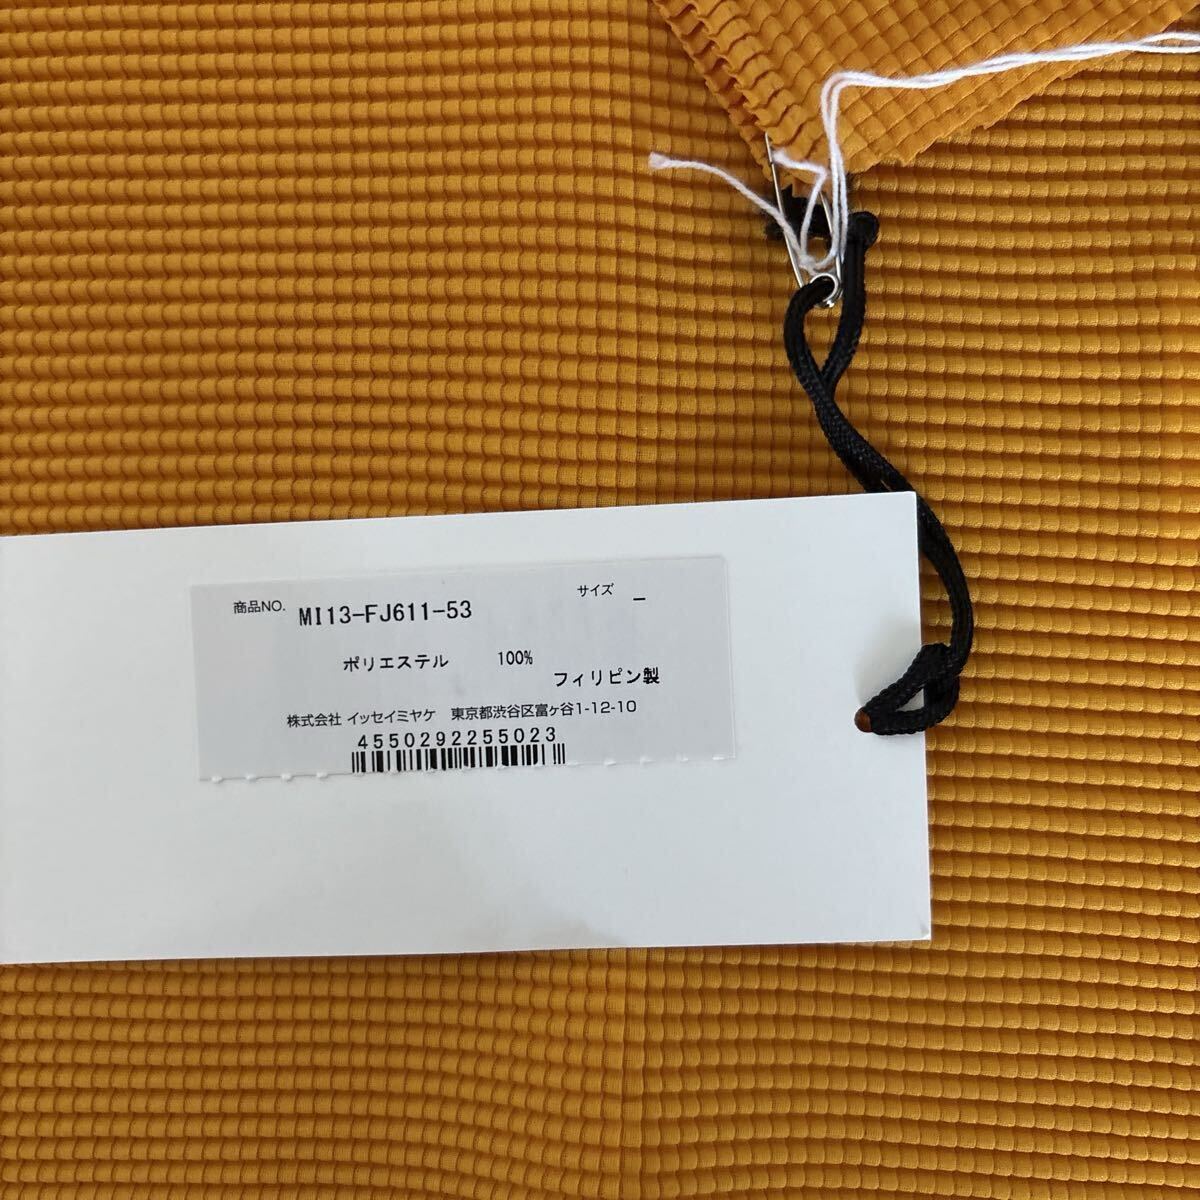 商品NO. MI13-FJ611-53 サイズ –
ポリエステル 100%
フィリピン製
株式会社 イッセイミヤケ 東京都渋谷区富ヶ谷1-12-10
4550292255023